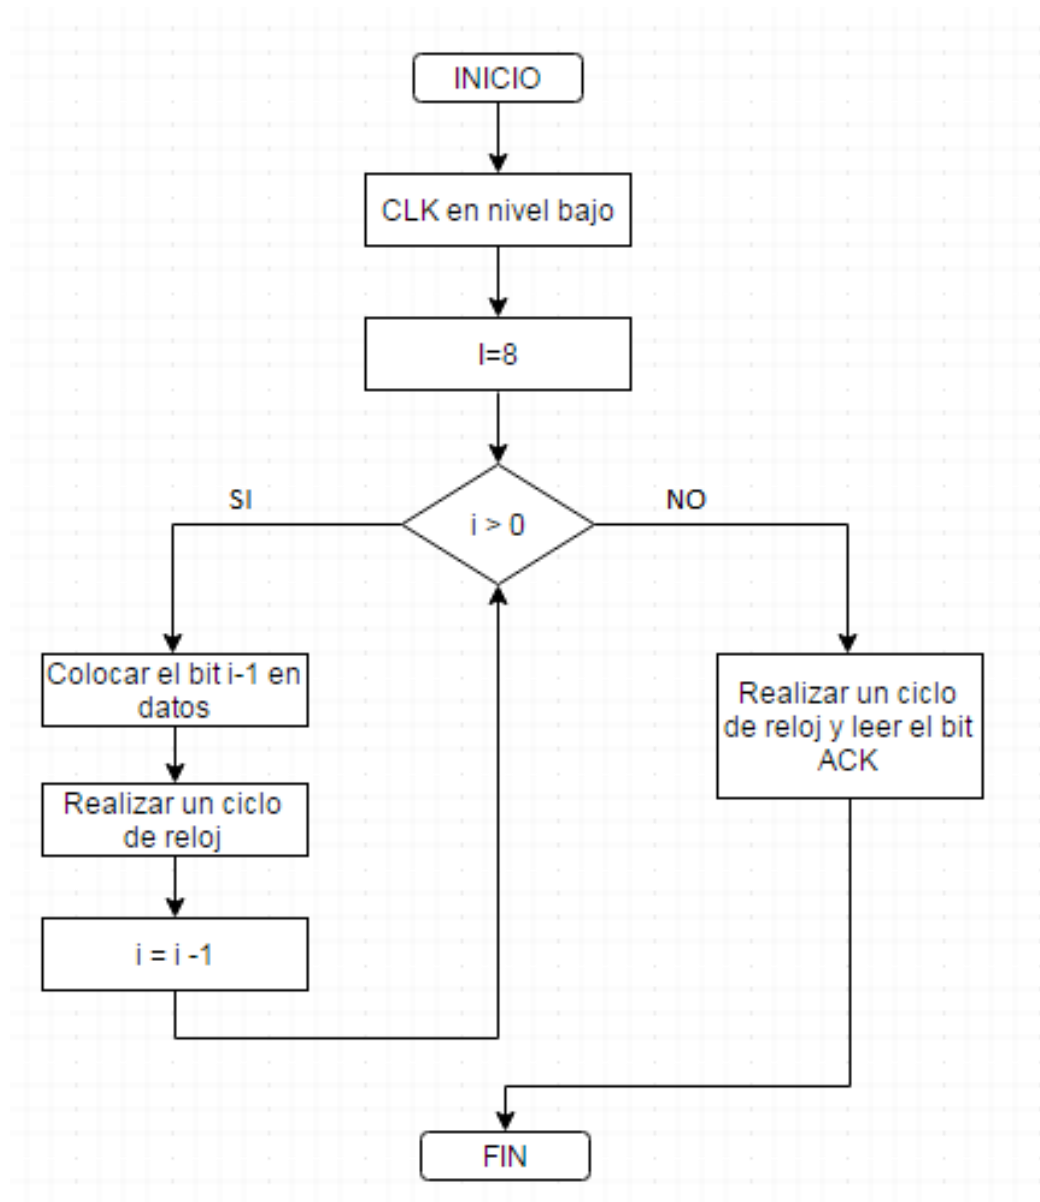 INICIO
CLK en nivel bajo
I=8
i > 0
SI
NO
Colocar el bit i-1 en
datos
Realizar un ciclo
de reloj
i = i -1
Realizar un ciclo
de reloj y leer el bit
ACK
FIN